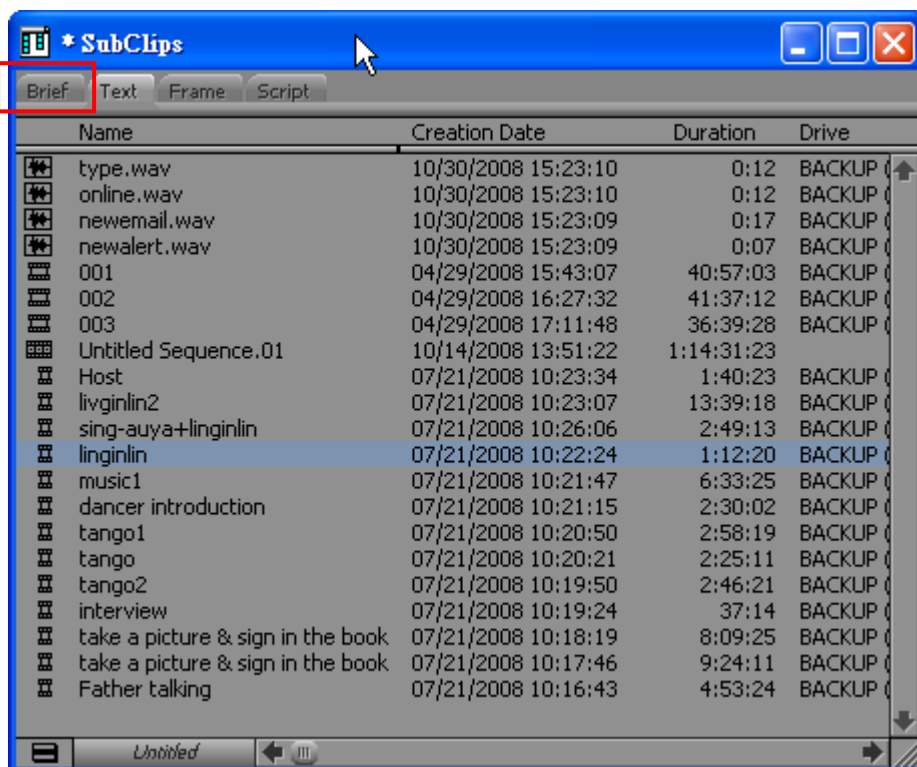 * SubClips
Brief Text Frame Script
Name Creation Date Duration Drive
type.wav 10/30/2008 15:23:10 0:12 BACKUP (
online.wav 10/30/2008 15:23:10 0:12 BACKUP (
newemail.wav 10/30/2008 15:23:09 0:17 BACKUP (
newalert.wav 10/30/2008 15:23:09 0:07 BACKUP (
001 04/29/2008 15:43:07 40:57:03 BACKUP (
002 04/29/2008 16:27:32 41:37:12 BACKUP (
003 04/29/2008 17:11:48 36:39:28 BACKUP (
Untitled Sequence.01 10/14/2008 13:51:22 1:14:31:23
Host 07/21/2008 10:23:34 1:40:23 BACKUP (
livginlin2 07/21/2008 10:23:07 13:39:18 BACKUP (
sing-auya+linginlin 07/21/2008 10:26:06 2:49:13 BACKUP (
linginlin 07/21/2008 10:22:24 1:12:20 BACKUP (
music1 07/21/2008 10:21:47 6:33:25 BACKUP (
dancer introduction 07/21/2008 10:21:15 2:30:02 BACKUP (
tango1 07/21/2008 10:20:50 2:58:19 BACKUP (
tango 07/21/2008 10:20:21 2:25:11 BACKUP (
tango2 07/21/2008 10:19:50 2:46:21 BACKUP (
interview 07/21/2008 10:19:24 37:14 BACKUP (
take a picture & sign in the book 07/21/2008 10:18:19 8:09:25 BACKUP (
take a picture & sign in the book 07/21/2008 10:17:46 9:24:11 BACKUP (
Father talking 07/21/2008 10:16:43 4:53:24 BACKUP (
Untitled